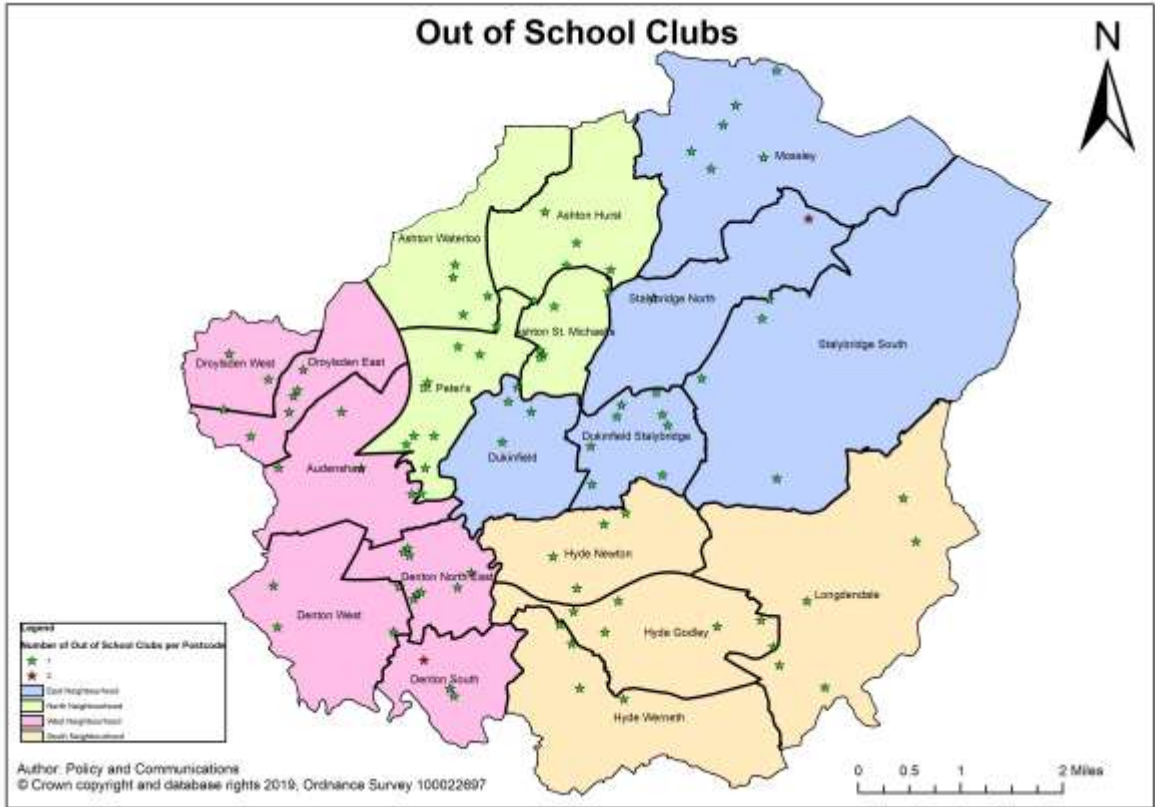 Out of School Clubs
N
Mossley
Ashton Hurst
Ashton Waterloo
Stalybridge North
Ashton St. Michaels
Stalybridge South
Droylsden West
Droylsden East
St. Peter's
Dukinfield Stalybridge
Dukinfield
Audenshaw
Hyde Newton
Denton North East
Longdendale
Denton West
Hyde Godley
Denton South
Hyde Werneth
Legend
Number of Out of School Clubs per Postcode
1
2
East Neighbourhood
North Neighbourhood
West Neighbourhood
South Neighbourhood
Author: Policy and Communications
© Crown copyright and database rights 2019, Ordnance Survey 100022697
0 0.5 1 2 Miles